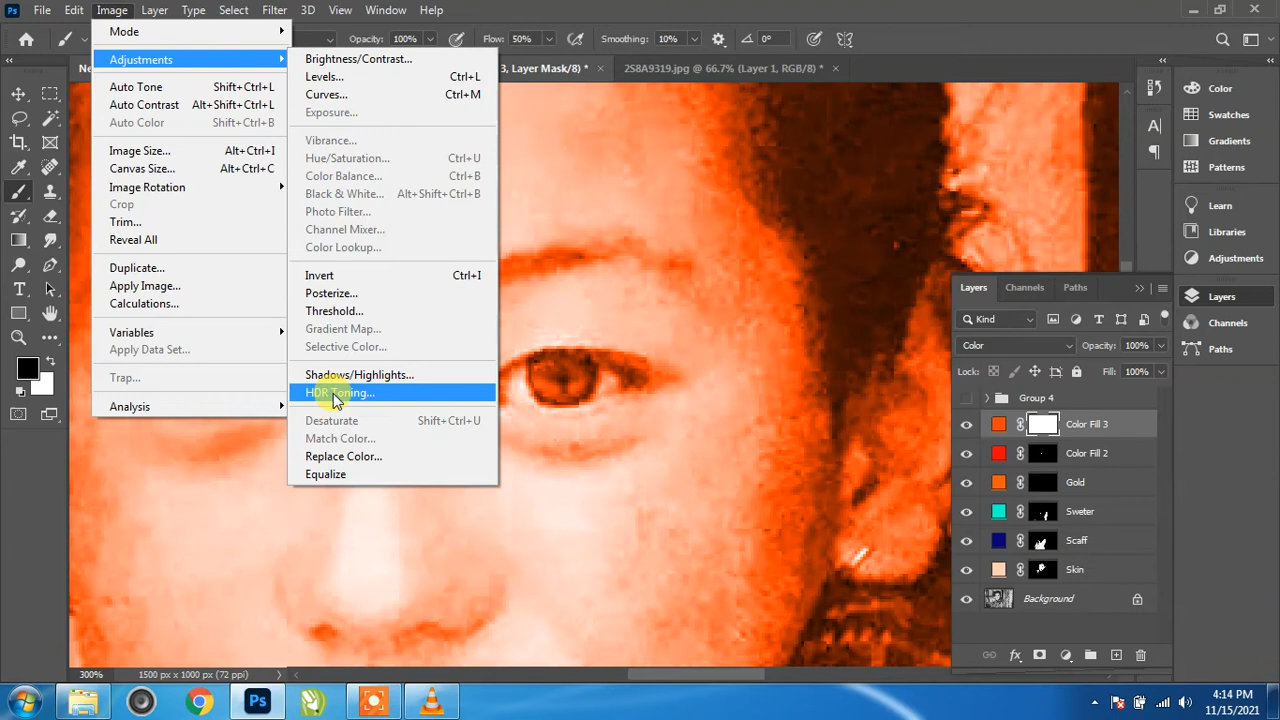 Ps File Edit Image Layer Type Select Filter 3D View Window Help
Opacity: 100% Flow: 50% Smoothing: 10% 0°
3, Layer Mask/8) * × 2S8A9319.jpg @ 66.7% (Layer 1, RGB/8) * ×
Mode
Adjustments
Auto Tone Shift+Ctrl+L
Auto Contrast Alt+Shift+Ctrl+L
Auto Color Shift+Ctrl+B
Image Size... Alt+Ctrl+I
Canvas Size... Alt+Ctrl+C
Image Rotation
Crop
Trim...
Reveal All
Duplicate...
Apply Image...
Calculations...
Variables
Apply Data Set...
Trap...
Analysis
Brightness/Contrast...
Levels... Ctrl+L
Curves... Ctrl+M
Exposure...
Vibrance...
Hue/Saturation... Ctrl+U
Color Balance... Ctrl+B
Black & White... Alt+Shift+Ctrl+B
Photo Filter...
Channel Mixer...
Color Lookup...
Invert Ctrl+I
Posterize...
Threshold...
Gradient Map...
Selective Color...
Shadows/Highlights...
HDR Toning...
Desaturate Shift+Ctrl+U
Match Color...
Replace Color...
Equalize
Color
Swatches
Gradients
Patterns
Learn
Libraries
Adjustments
Layers
Channels
Paths
Layers Channels Paths
Kind
Color Opacity: 100%
Lock: Fill: 100%
Group 4
Color Fill 3
Color Fill 2
Gold
Sweter
Scaff
Skin
Background
300% 1500 px x 1000 px (72 ppi)
Ps
4:14 PM
11/15/2021